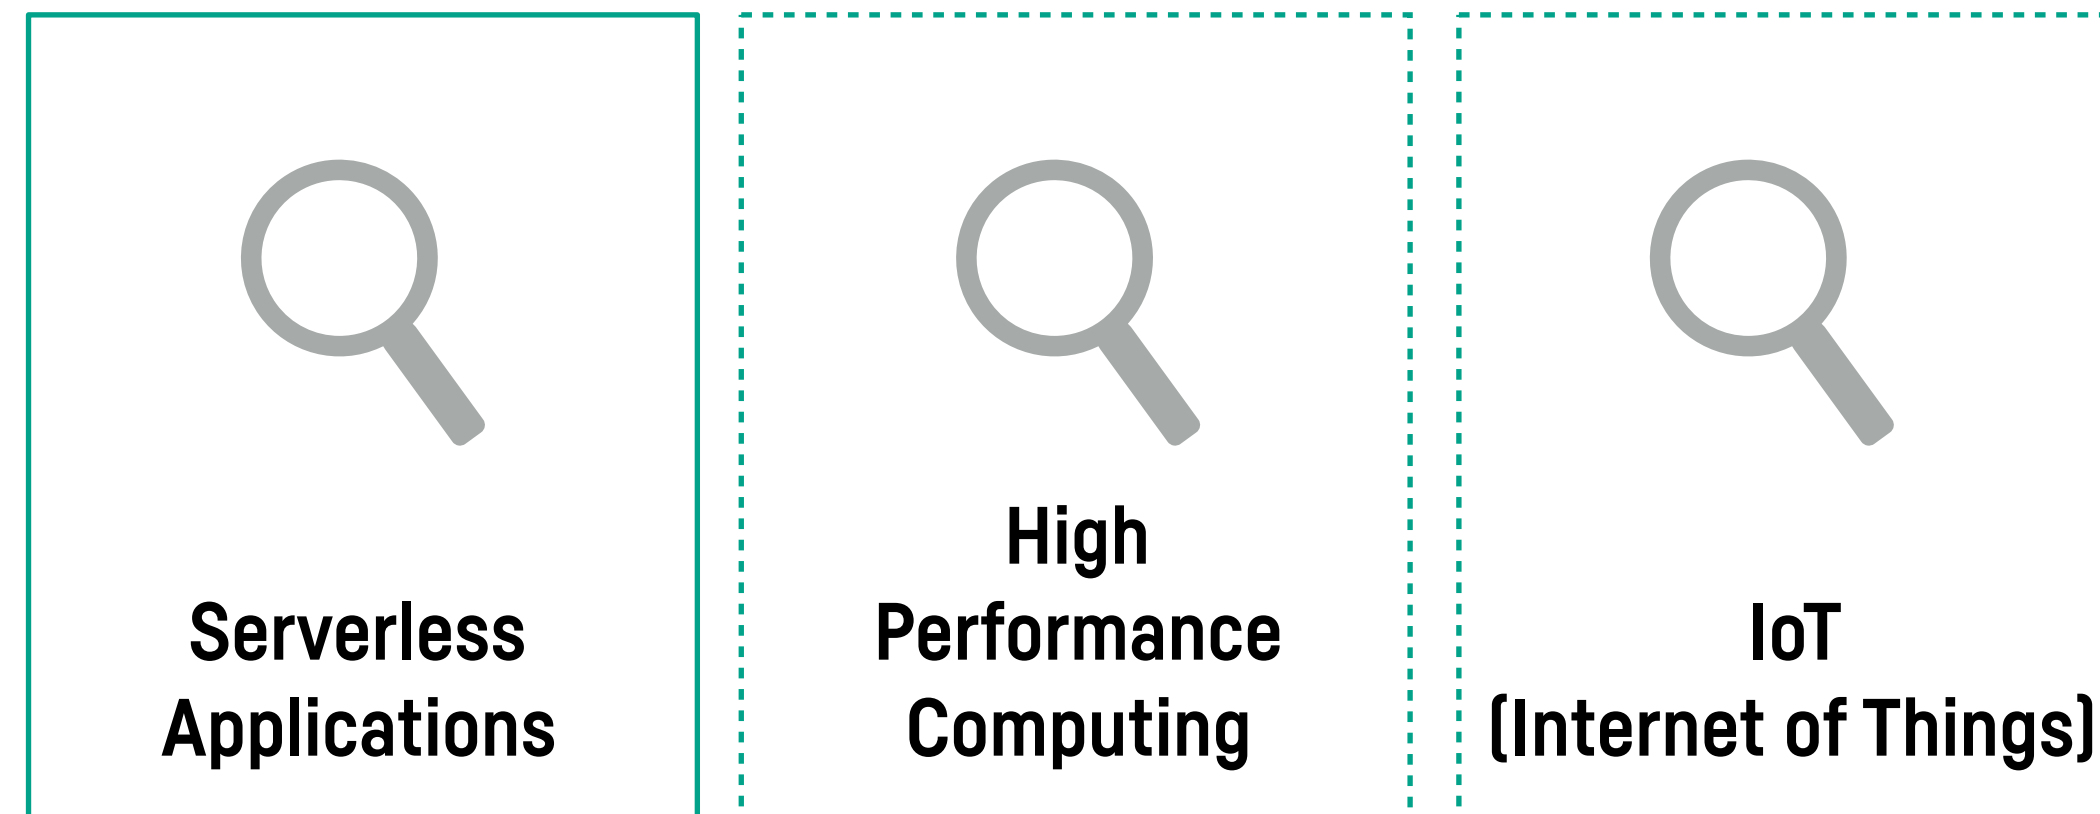 Serverless
Applications
High
Performance
Computing
IoT
(Internet of Things)